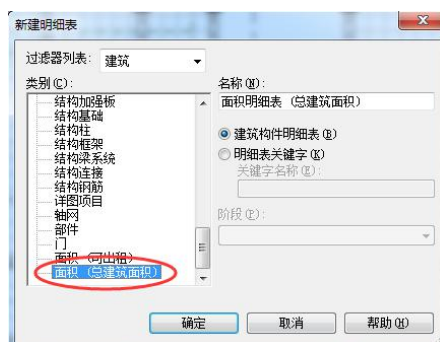 新建明细表
过滤器列表: 建筑
类别(C):
结构加强板
结构基础
结构柱
结构框架
结构梁系统
结构连接
结构钢筋
详图项目
轴网
部件
门
面积 (可出租)
面积 (总建筑面积)
名称(N):
面积明细表 (总建筑面积)
建筑构件明细表(B)
明细表关键字(K)
关键字名称(E):
阶段(P):
确定
取消
帮助(H)